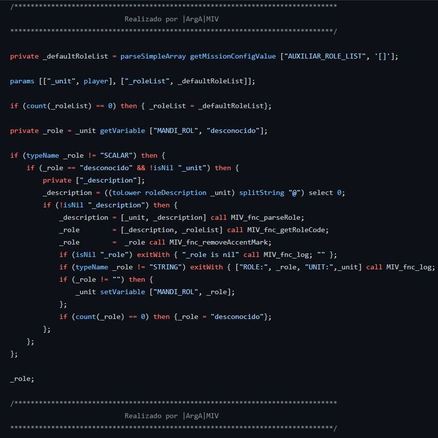 /*******************************************************************************
Realizado por |ArgA|MIV
*******************************************************************************/
private _defaultRoleList = parseSimpleArray getMissionConfigValue ["AUXILIAR_ROLE_LIST", '[]'];
params [["_unit", player], ["_roleList", _defaultRoleList]];
if (count(_roleList) == 0) then { _roleList = _defaultRoleList};
private _role = _unit getVariable ["MANDI_ROL", "desconocido"];
if (typeName _role != "SCALAR") then {
if (_role == "desconocido" && !isNil "_unit") then {
private ["_description"];
_description = ((toLower roleDescription _unit) splitString "@") select 0;
if (!isNil "_description") then {
_description = [_unit, _description] call MIV_fnc_parseRole;
_role = [_description, _roleList] call MIV_fnc_getRoleCode;
_role = _role call MIV_fnc_removeAccentMark;
if (isNil "_role") exitWith { "_role is nil" call MIV_fnc_log; "" };
if (typeName _role != "STRING") exitWith { ["ROLE:", _role, "UNIT:",_unit] call MIV_fnc_log;
if (_role != "") then {
_unit setVariable ["MANDI_ROL", _role];
};
if (count(_role) == 0) then {_role = "desconocido"};
};
};
};
_role;
/*******************************************************************************
Realizado por |ArgA|MIV
*******************************************************************************/